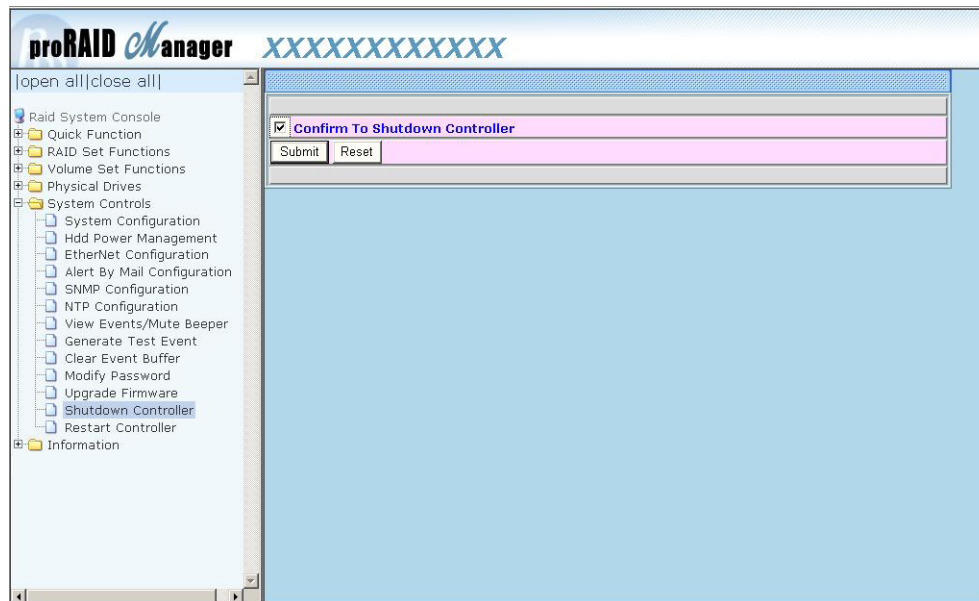 proRAID Manager XXXXXXXXXXXX
|open all|close all|
Raid System Console
Quick Function
RAID Set Functions
Volume Set Functions
Physical Drives
System Controls
System Configuration
Hdd Power Management
EtherNet Configuration
Alert By Mail Configuration
SNMP Configuration
NTP Configuration
View Events/Mute Beeper
Generate Test Event
Clear Event Buffer
Modify Password
Upgrade Firmware
Shutdown Controller
Restart Controller
Information
Confirm To Shutdown Controller
Submit Reset